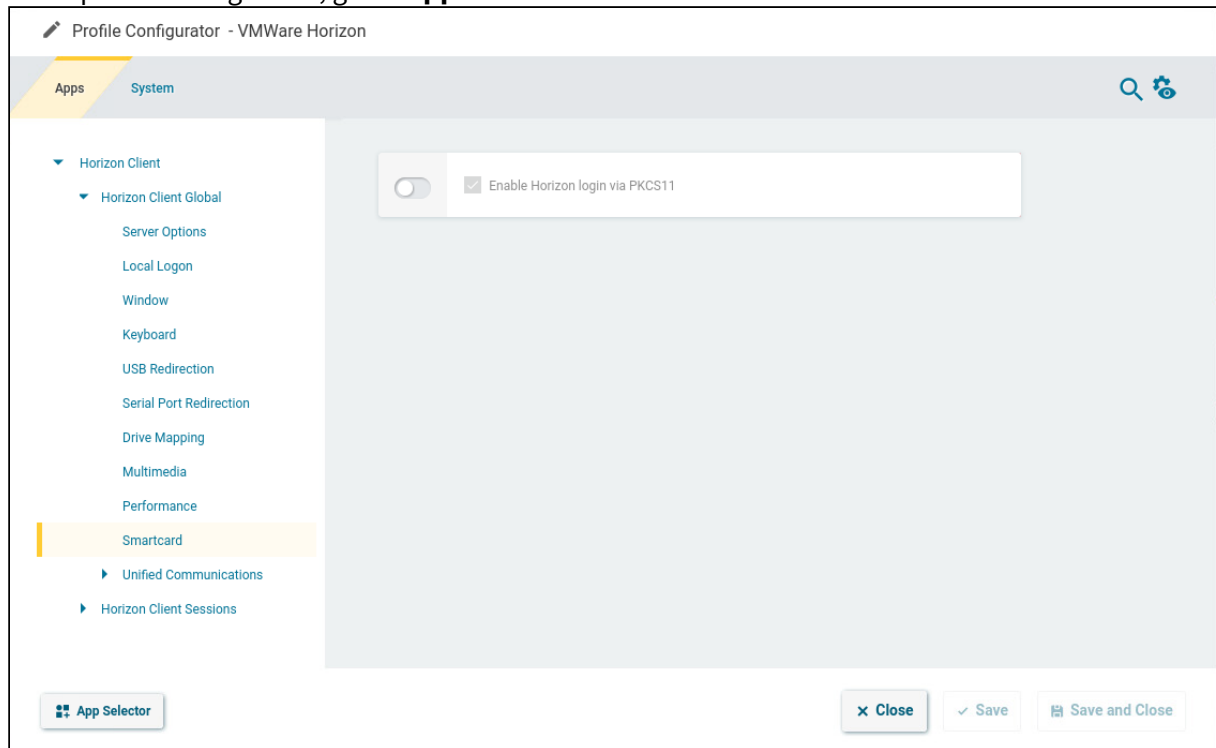 Profile Configurator - VMWare Horizon
Apps
System
Horizon Client
Enable Horizon login via PKCS11
Horizon Client Global
Server Options
Local Logon
Window
Keyboard
USB Redirection
Serial Port Redirection
Drive Mapping
Multimedia
Performance
Smartcard
Unified Communications
Horizon Client Sessions
App Selector
Close
Save
Save and Close